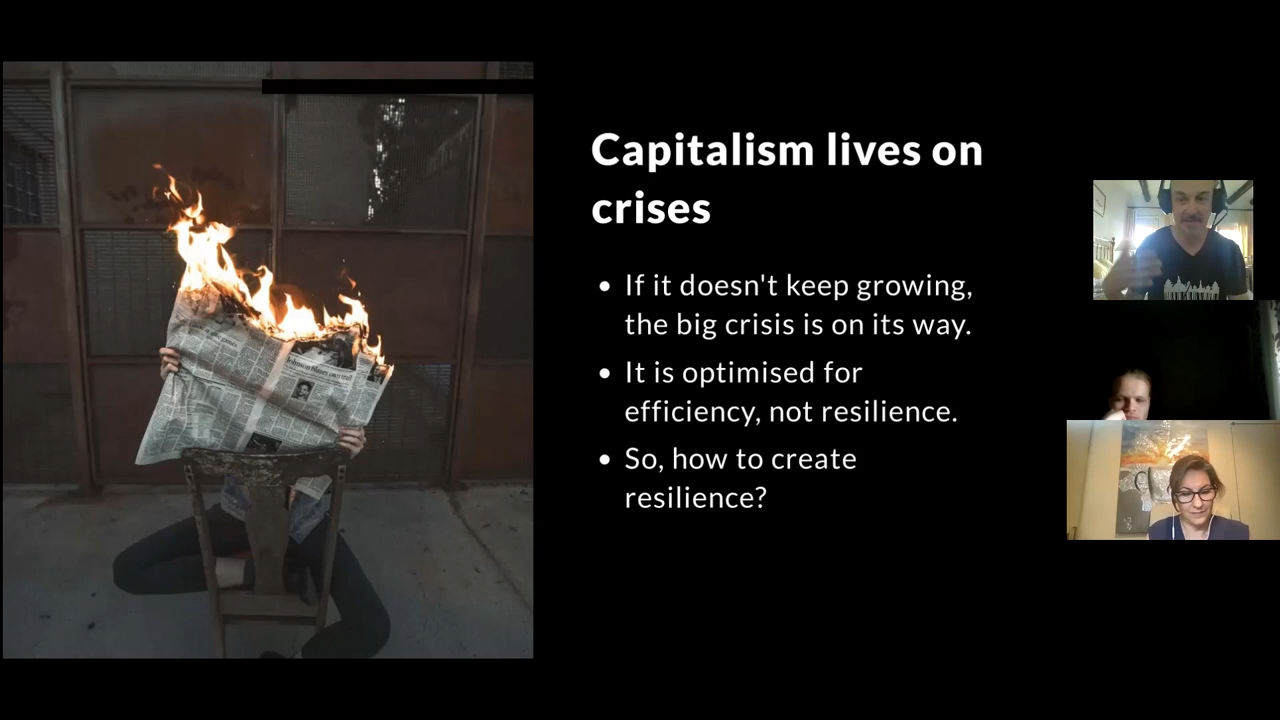 Capitalism lives on
crises
• If it doesn't keep growing,
the big crisis is on its way.
• It is optimised for
efficiency, not resilience.
• So, how to create
resilience?